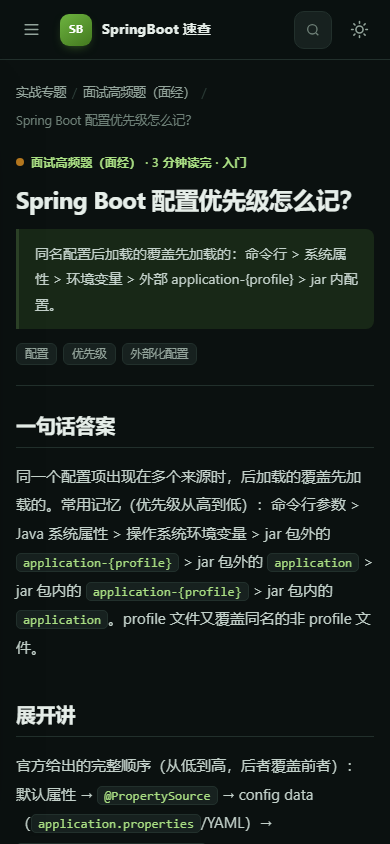 SB SpringBoot 速查
实战专题 / 面试高频题（面经） /
Spring Boot 配置优先级怎么记？
面试高频题（面经） · 3 分钟读完 · 入门
Spring Boot 配置优先级怎么记？
同名配置后加载的覆盖先加载的：命令行 > 系统属
性 > 环境变量 > 外部 application-{profile} > jar 内配
置。
配置 优先级 外部化配置
一句话答案
同一个配置项出现在多个来源时，后加载的覆盖先加
载的。常用记忆（优先级从高到低）：命令行参数 >
Java 系统属性 > 操作系统环境变量 > jar 包外的
application-{profile} > jar 包外的 application >
jar 包内的 application-{profile} > jar 包内的
application 。profile 文件又覆盖同名的非 profile 文
件。
展开讲
官方给出的完整顺序（从低到高，后者覆盖前者）：
默认属性 → @PropertySource → config data
（application.properties/YAML）→